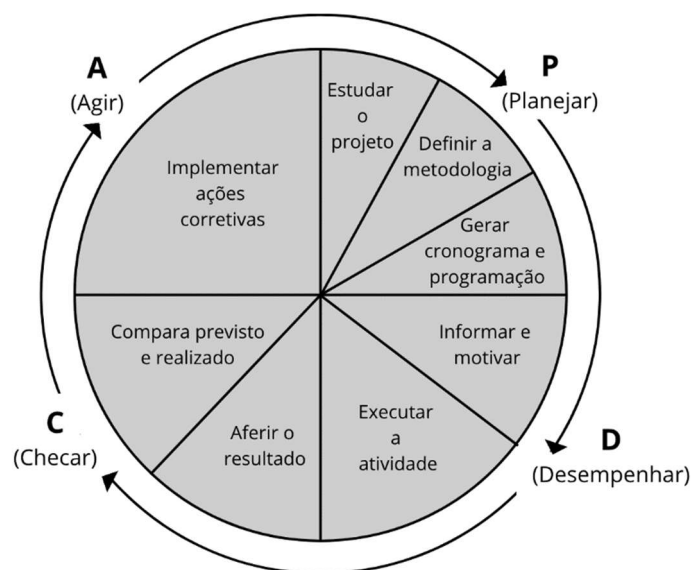 A
(Agir)
P
(Planejar)
Estudar
o
projeto
Definir a
metodologia
Gerar
cronograma e
programação
Implementar
ações
corretivas
Informar e
motivar
Executar
a
atividade
Aferir o
resultado
Compara previsto
e realizado
D
(Desempenhar)
C
(Checar)